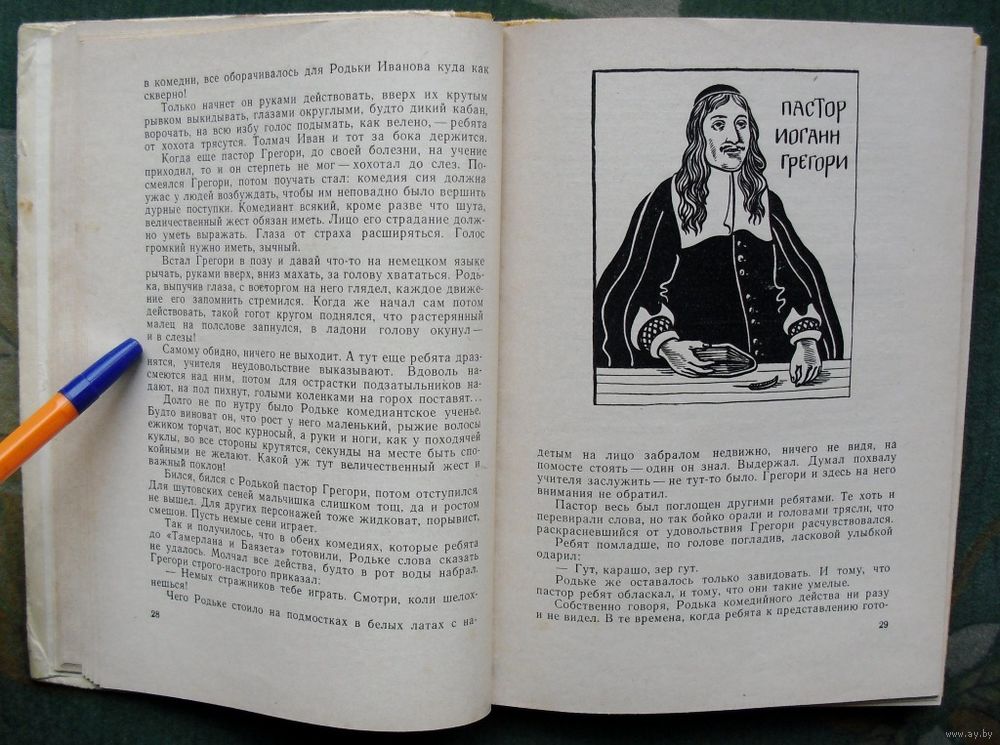 в комедии, все оборачивалось для Родьки Иванова куда как
скверно!
Только начнет он руками действовать, вверх их крутым
рывком выкидывать, глазами округлыми, будто дикий кабан,
ворочать, на всю избу голос подымать, как велено, — ребята
от хохота трясутся. Толмач Иван и тот за бока держится.
Когда еще пастор Грегори, до своей болезни, на учение
приходил, то и он стерпеть не мог — хохотал до слез. По-
смеялся Грегори, потом поучать стал: комедия сия должна
ужас у людей возбуждать, чтобы им неповадно было вершить
дурные поступки. Комедиант всякий, кроме разве что шута,
величественный жест обязан иметь. Лицо его страдание долж-
но уметь выражать. Глаза от страха расширяться. Голос
громкий нужно иметь, зычный.
Встал Грегори в позу и давай что-то на немецком языке
рычать, руками вверх, вниз махать, за голову хвататься. Родь-
ка, выпучив глаза, с восторгом на него глядел, каждое движе-
ние его запомнить стремился. Когда же начал сам потом
действовать, такой гогот кругом поднялся, что растерянный
малец на полслове запнулся, в ладони голову окунул —
и в слезы!
Самому обидно, ничего не выходит. А тут еще ребята драз-
нятся, учителя неудовольствие выказывают. Вдоволь на-
смеются над ним, потом для острастки подзатыльников на-
дают, на пол пихнут, голыми коленками на горох поставят...
Долго не по нутру было Родьке комедиантское ученье.
Будто виноват он, что рост у него маленький, рыжие волосы
ежиком торчат, нос курносый, а руки и ноги, как у походячей
куклы, во все стороны крутятся, секунды на месте быть спо-
койными не желают. Какой уж тут величественный жест и
важный поклон!
Бился, бился с Родькой пастор Грегори, потом отступился.
Для шутовских сеней мальчишка слишком тощ, да и ростом
не вышел. Для других персонажей тоже жидковат, порывист,
смешон. Пусть немые сени играет.
Так и получилось, что в обеих комедиях, которые ребята
до «Тамерлана и Баязета» готовили, Родьке слова сказать
не удалось. Молчал все действа, будто в рот воды набрал.
Грегори строго-настрого приказал:
— Немых стражников тебе играть. Смотри, коли шелох-
нешься!
Чего Родьке стоило на подмостках в белых латах с на-
28
ПАСТОР
ИОГАНН
ГРЕГОРИ
детым на лицо забралом недвижно, ничего не видя, на
помосте стоять — один он знал. Выдержал. Думал похвалу
учителя заслужить — не тут-то было. Грегори и здесь на него
внимания не обратил.
Пастор весь был поглощен другими ребятами. Те хоть и
перевирали слова, но так бойко орали и головами трясли, что
раскрасневшийся от удовольствия Грегори расчувствовался.
Ребят помладше, по голове погладив, ласковой улыбкой
одарил:
— Гут, карашо, зер гут.
Родьке же оставалось только завидовать. И тому, что
пастор ребят обласкал, и тому, что они такие умелые.
Собственно говоря, Родька комедийного действа ни разу
и не видел. В те времена, когда ребята к представлению гото-
29
www.ay.by